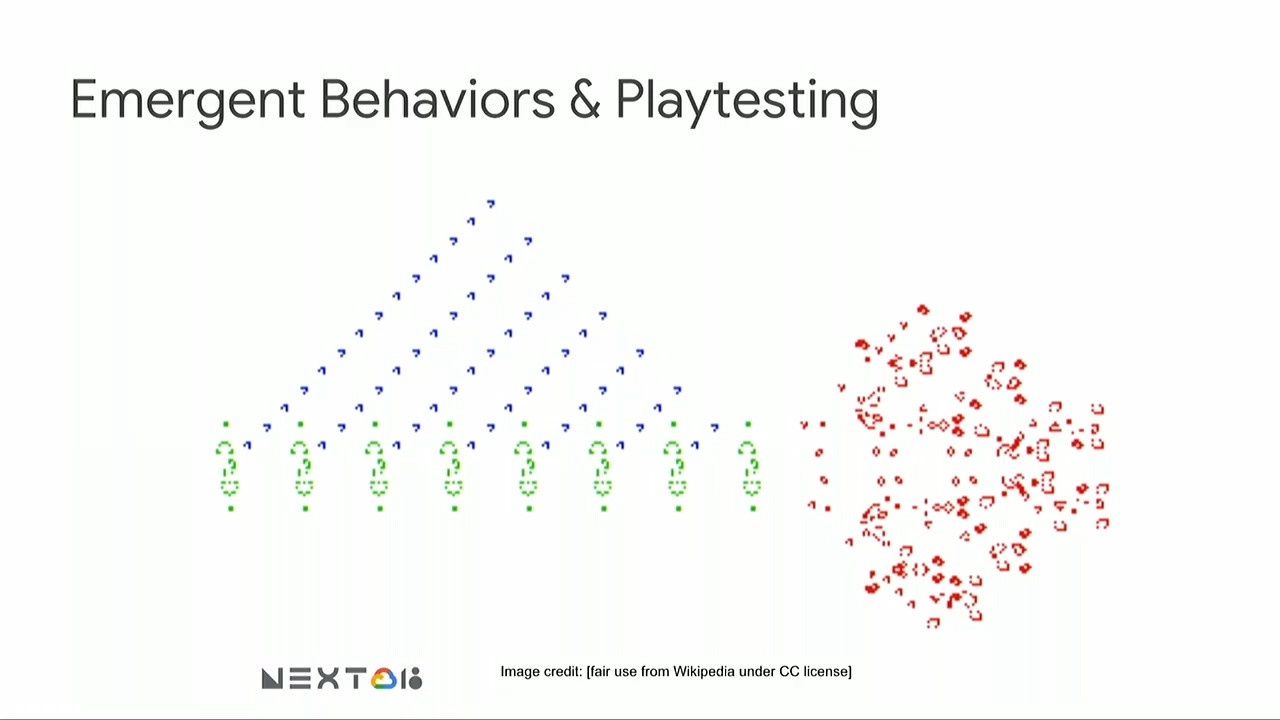 Emergent Behaviors & Playtesting
NEXT 18
Image credit: [fair use from Wikipedia under CC license]